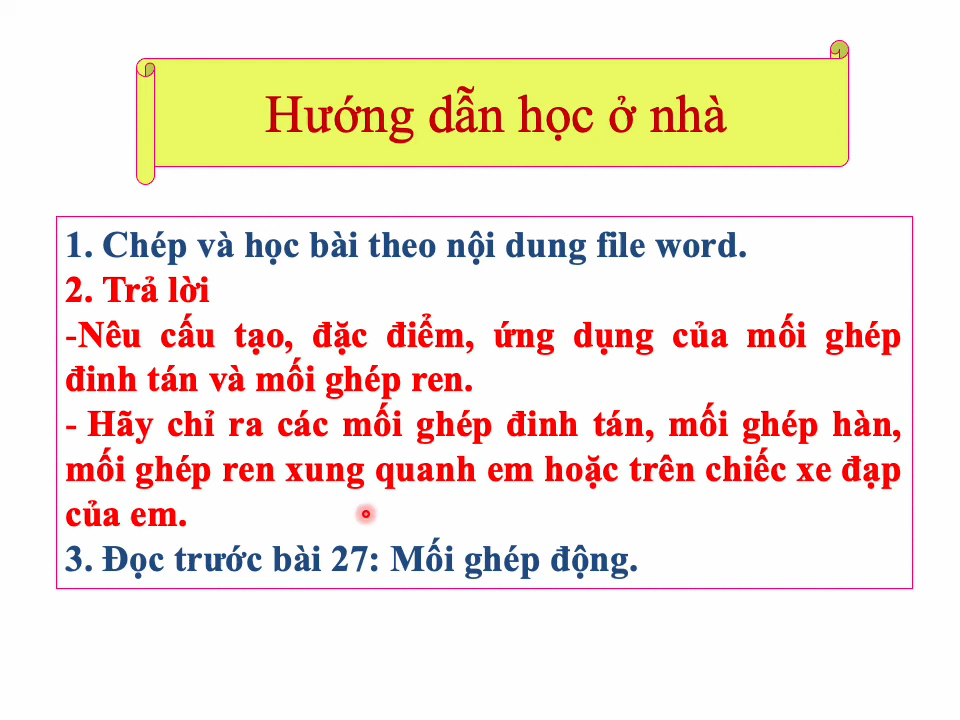 Hướng dẫn học ở nhà
1. Chép và học bài theo nội dung file word.
2. Trả lời
-Nêu cấu tạo, đặc điểm, ứng dụng của mối ghép
đinh tán và mối ghép ren.
- Hãy chỉ ra các mối ghép đinh tán, mối ghép hàn,
mối ghép ren xung quanh em hoặc trên chiếc xe đạp
của em.
3. Đọc trước bài 27: Mối ghép động.